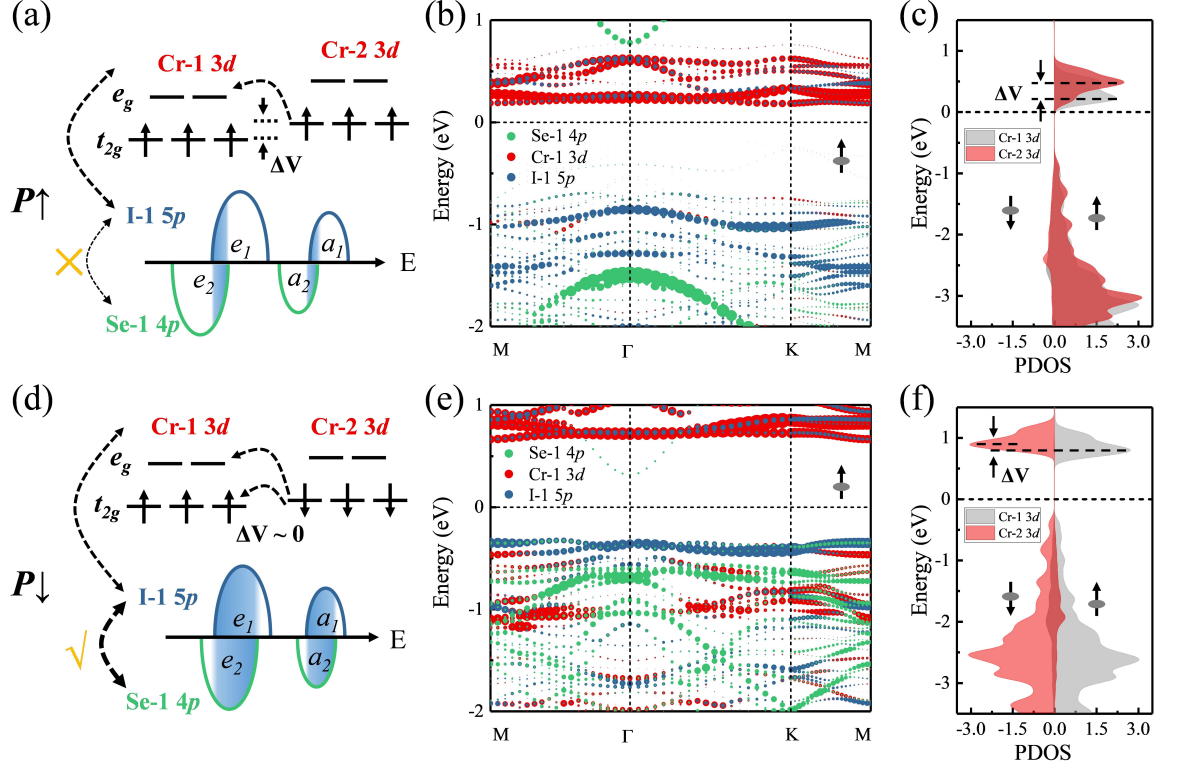 (a)
Cr-1 3d
Cr-2 3d
e_g
t_2g
ΔV
P↑
I-1 5p
e_1
a_1
E
e_2
a_2
Se-1 4p
(b)
Energy (eV)
1
0
-1
-2
Se-1 4p
Cr-1 3d
I-1 5p
M Γ K M
(c)
Energy (eV)
1
0
-1
-2
-3
ΔV
Cr-1 3d
Cr-2 3d
-3.0 -1.5 0.0 1.5 3.0
PDOS
(d)
Cr-1 3d
Cr-2 3d
e_g
t_2g
ΔV ~ 0
P↓
I-1 5p
e_1
a_1
E
e_2
a_2
√
Se-1 4p
(e)
Energy (eV)
1
0
-1
-2
Se-1 4p
Cr-1 3d
I-1 5p
M Γ K M
(f)
Energy (eV)
1
0
-1
-2
-3
ΔV
Cr-1 3d
Cr-2 3d
-3.0 -1.5 0.0 1.5 3.0
PDOS